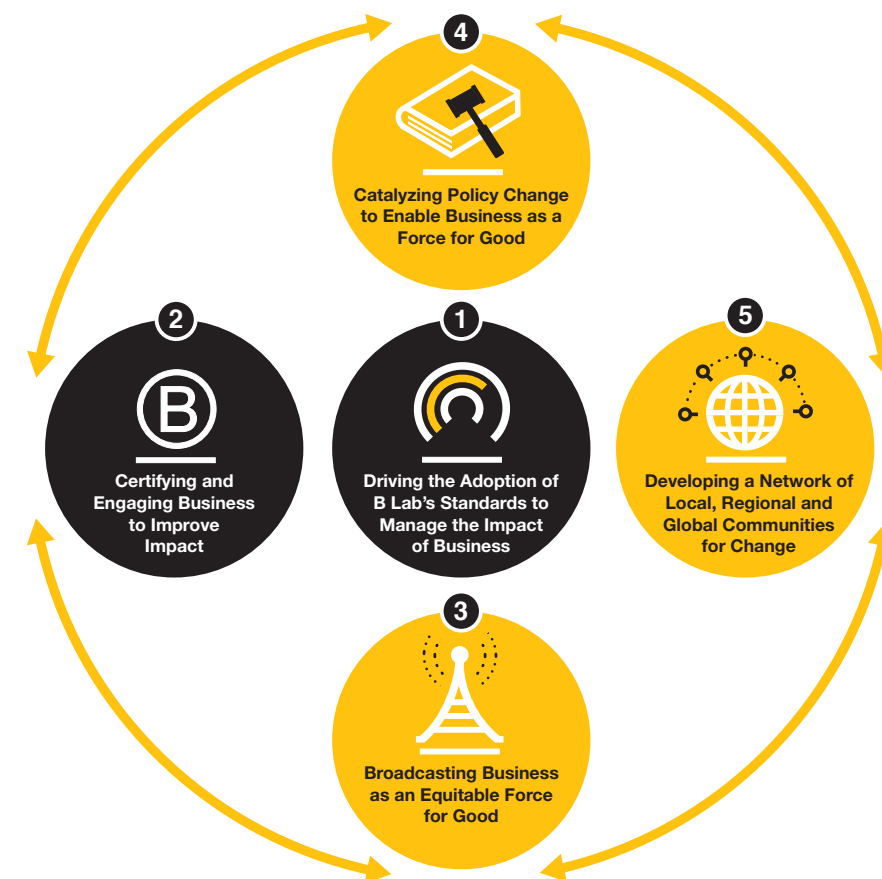 4
Catalyzing Policy Change
to Enable Business as a
Force for Good
2
B
Certifying and
Engaging Business
to Improve
Impact
1
Driving the Adoption of
B Lab’s Standards to
Manage the Impact
of Business
5
Developing a Network of
Local, Regional and
Global Communities
for Change
3
Broadcasting Business
as an Equitable Force
for Good